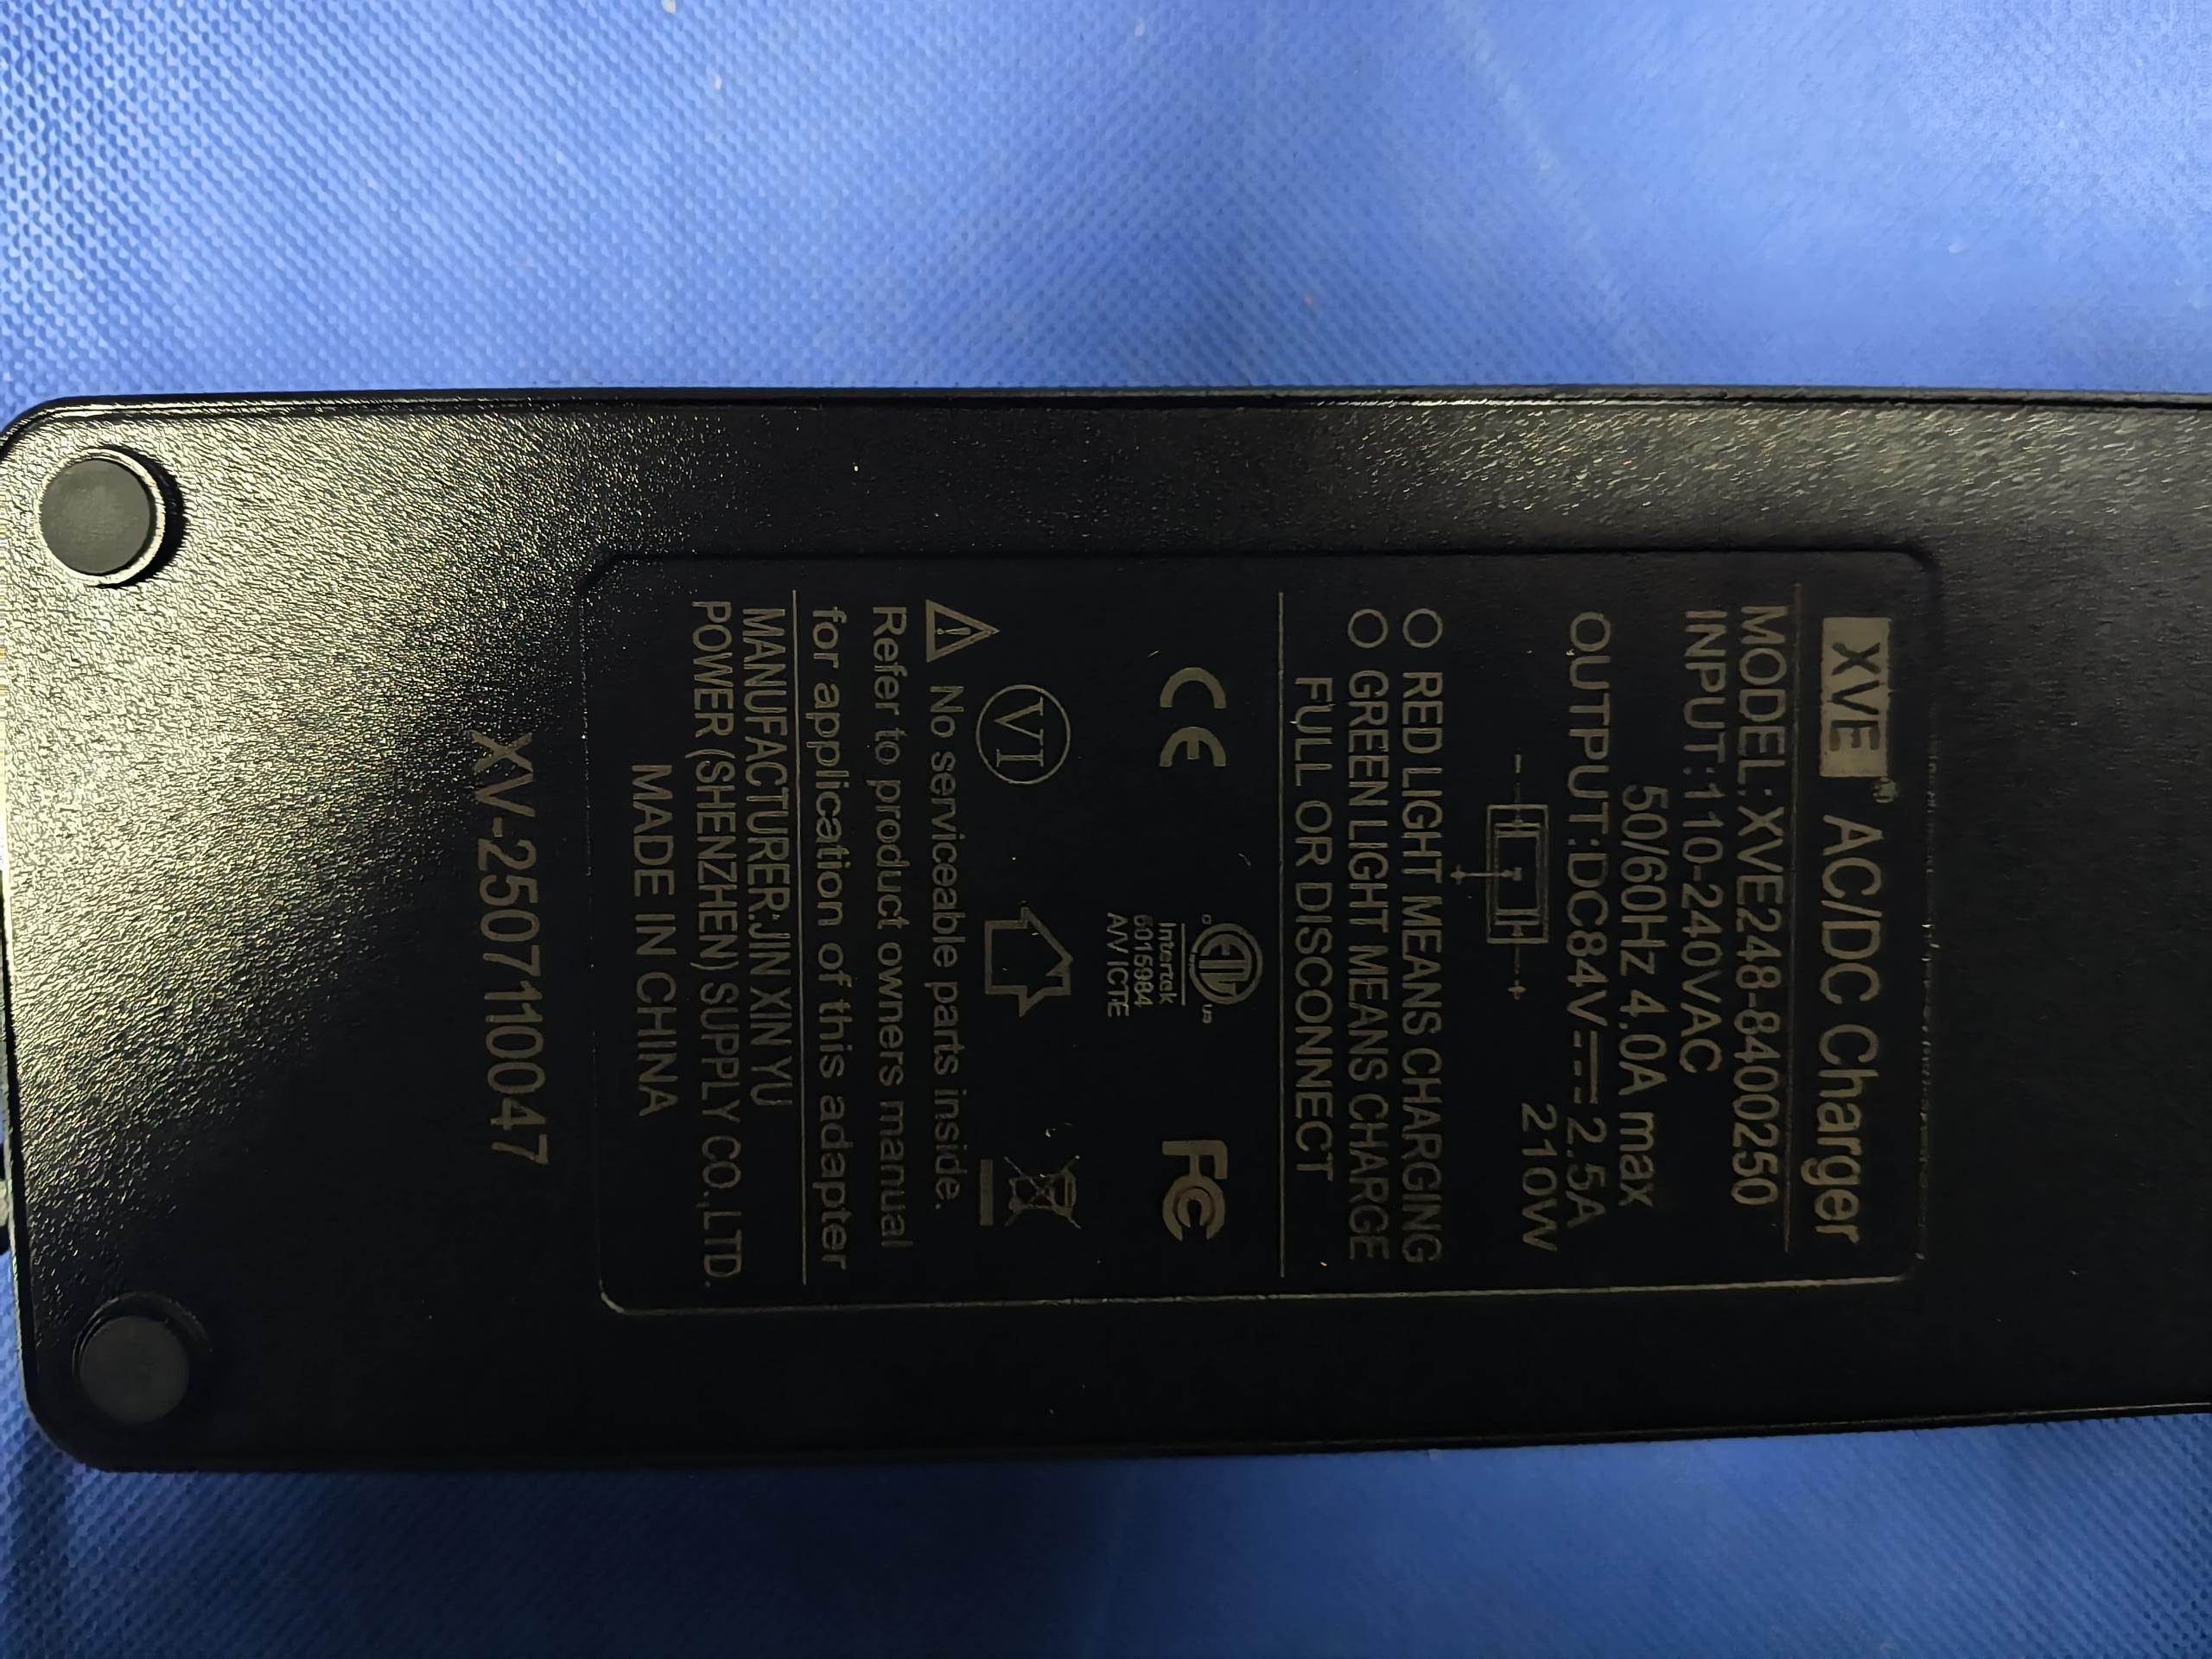 XVE® AC/DC Charger
MODEL: XVE248-8400250
INPUT:110-240VAC
50/60Hz 4.0A max
OUTPUT:DC84V⎓2.5A
210W
- +
RED LIGHT MEANS CHARGING
GREEN LIGHT MEANS CHARGE
FULL OR DISCONNECT
CE
ETL
c us
Intertek
5015984
A/V ICTE
FC
VI
No serviceable parts inside.
Refer to product owners manual
for application of this adapter
MANUFACTURER:JIN XIN YU
POWER (SHENZHEN) SUPPLY CO.,LTD.
MADE IN CHINA
XV-2507110047